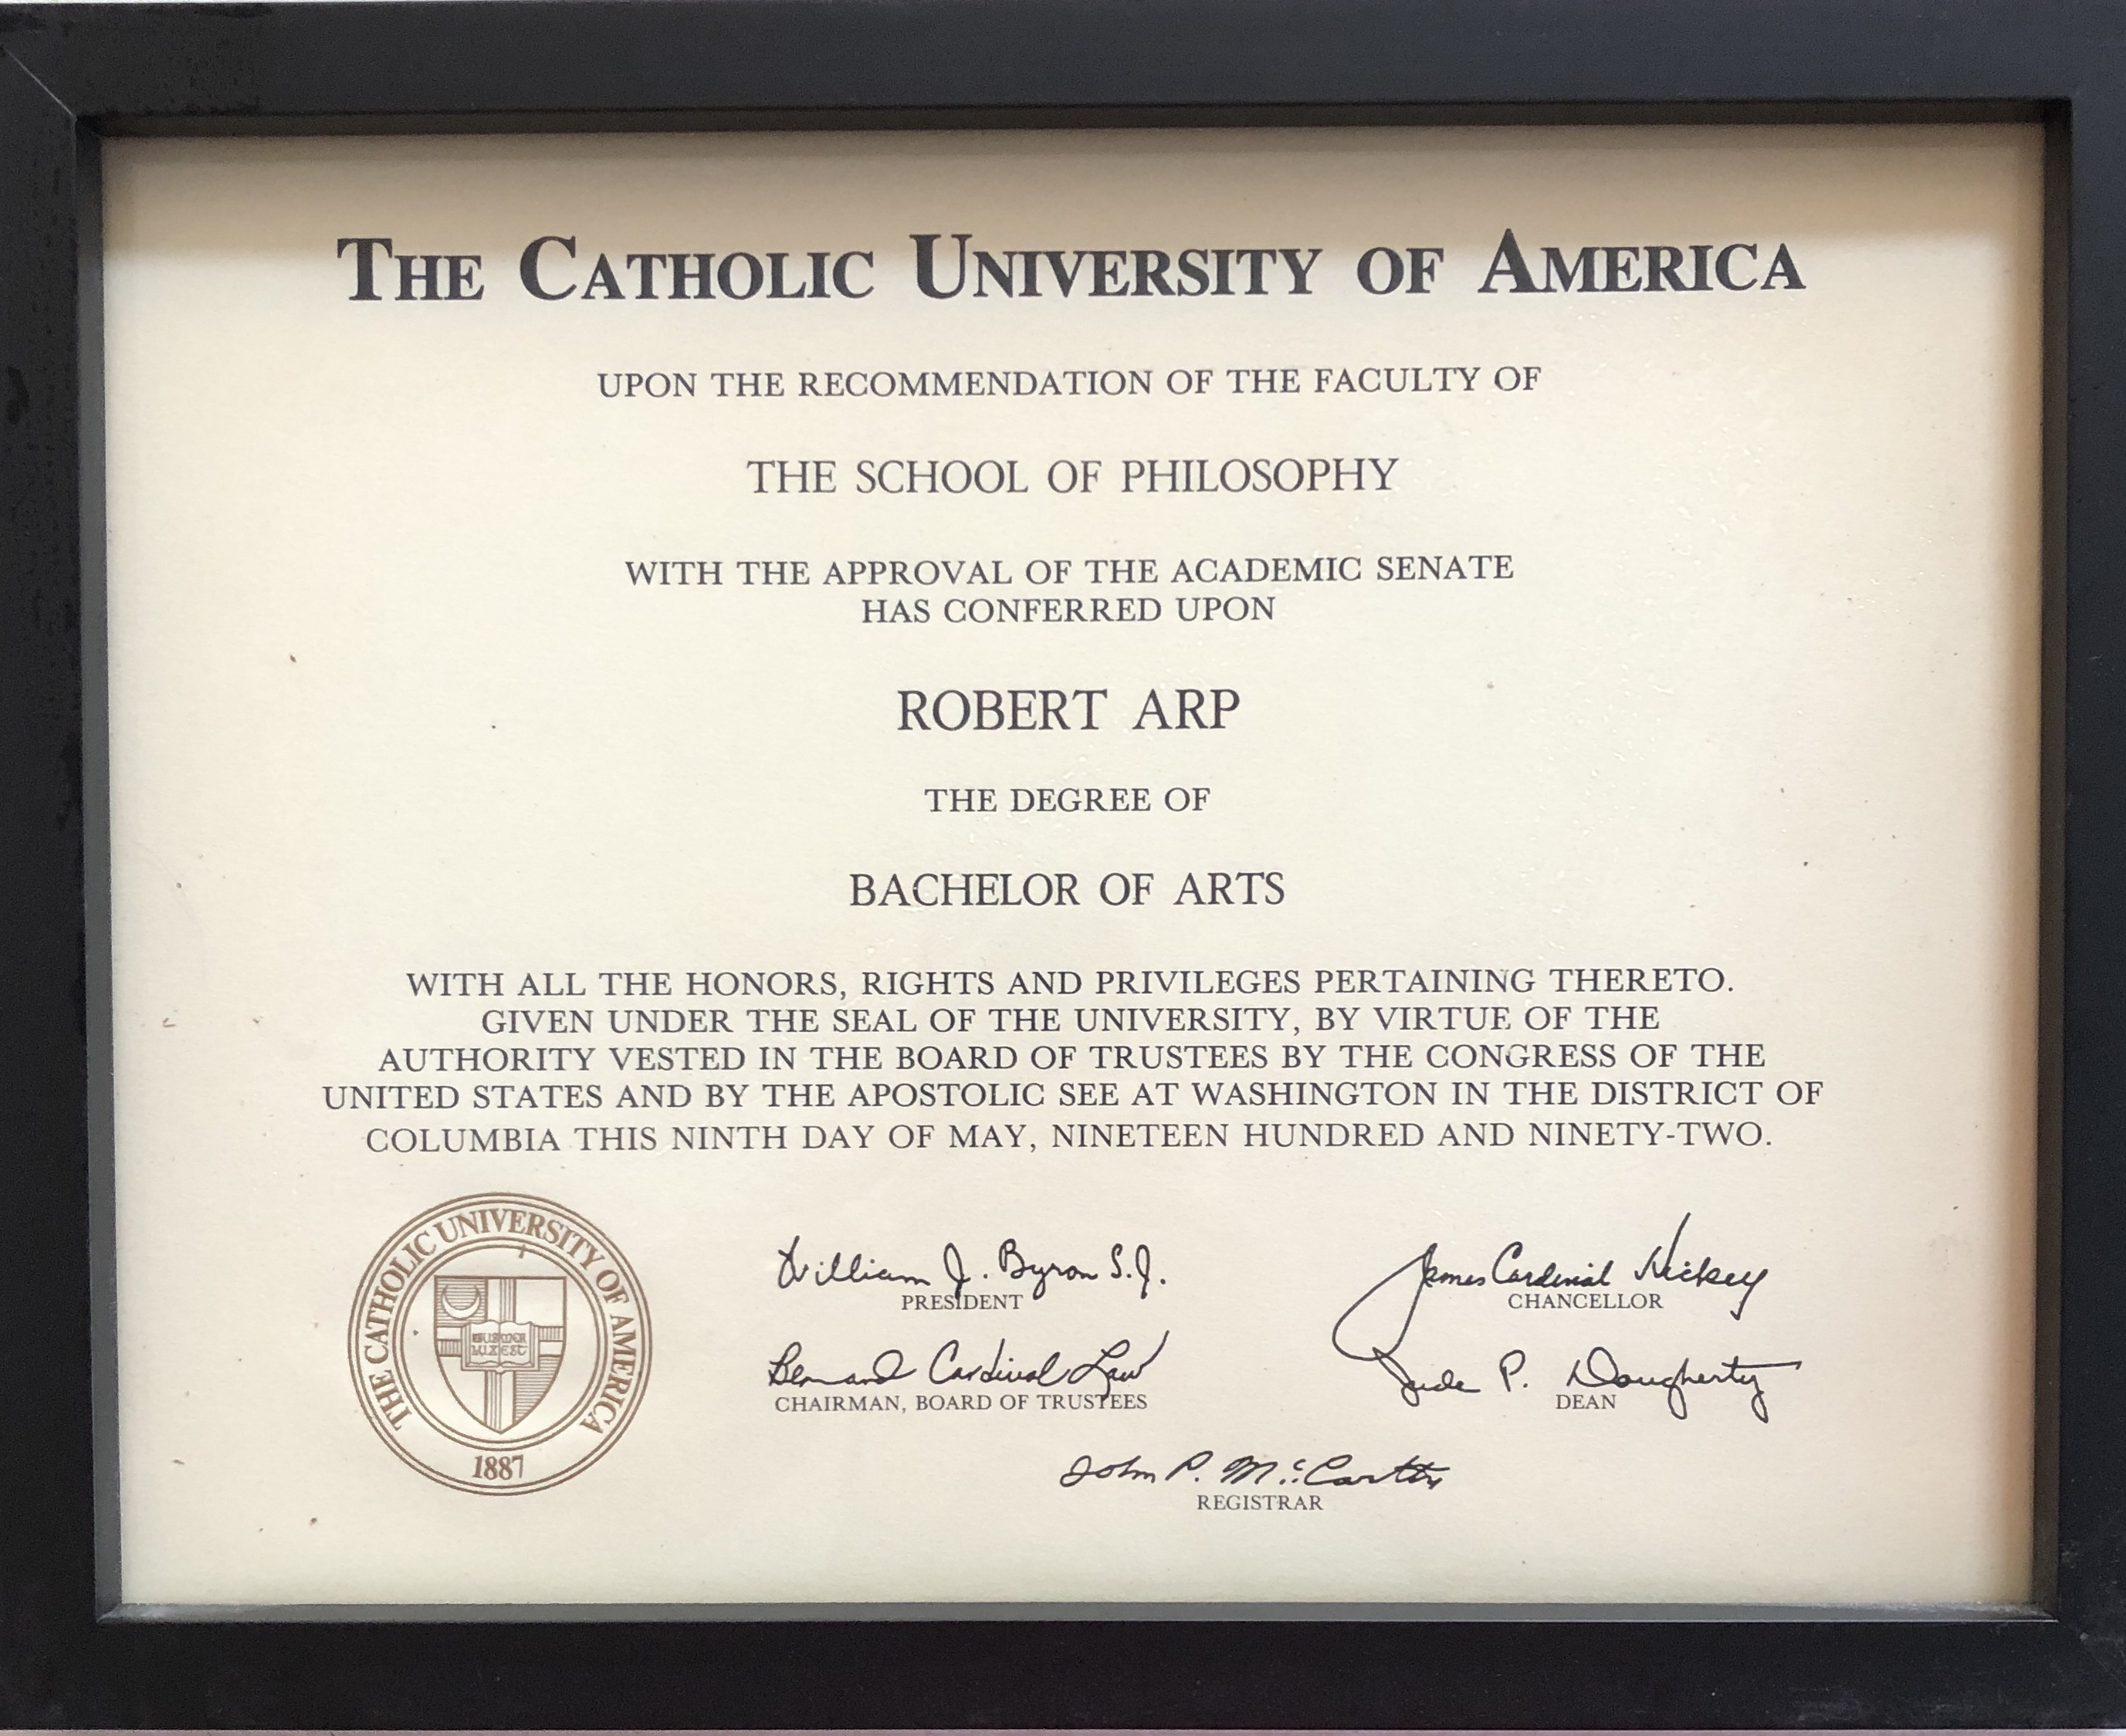 THE CATHOLIC UNIVERSITY OF AMERICA
UPON THE RECOMMENDATION OF THE FACULTY OF
THE SCHOOL OF PHILOSOPHY
WITH THE APPROVAL OF THE ACADEMIC SENATE
HAS CONFERRED UPON
ROBERT ARP
THE DEGREE OF
BACHELOR OF ARTS
WITH ALL THE HONORS, RIGHTS AND PRIVILEGES PERTAINING THERETO.
GIVEN UNDER THE SEAL OF THE UNIVERSITY, BY VIRTUE OF THE
AUTHORITY VESTED IN THE BOARD OF TRUSTEES BY THE CONGRESS OF THE
UNITED STATES AND BY THE APOSTOLIC SEE AT WASHINGTON IN THE DISTRICT OF
COLUMBIA THIS NINTH DAY OF MAY, NINETEEN HUNDRED AND NINETY-TWO.
THE CATHOLIC UNIVERSITY OF AMERICA
DEUS MEUR
LUX EST
1887
William J. Byron S.J.
PRESIDENT
James Cardinal Hickey
CHANCELLOR
Bernard Cardinal Law
CHAIRMAN, BOARD OF TRUSTEES
Jude P. Dougherty
DEAN
John P. McCarthy
REGISTRAR